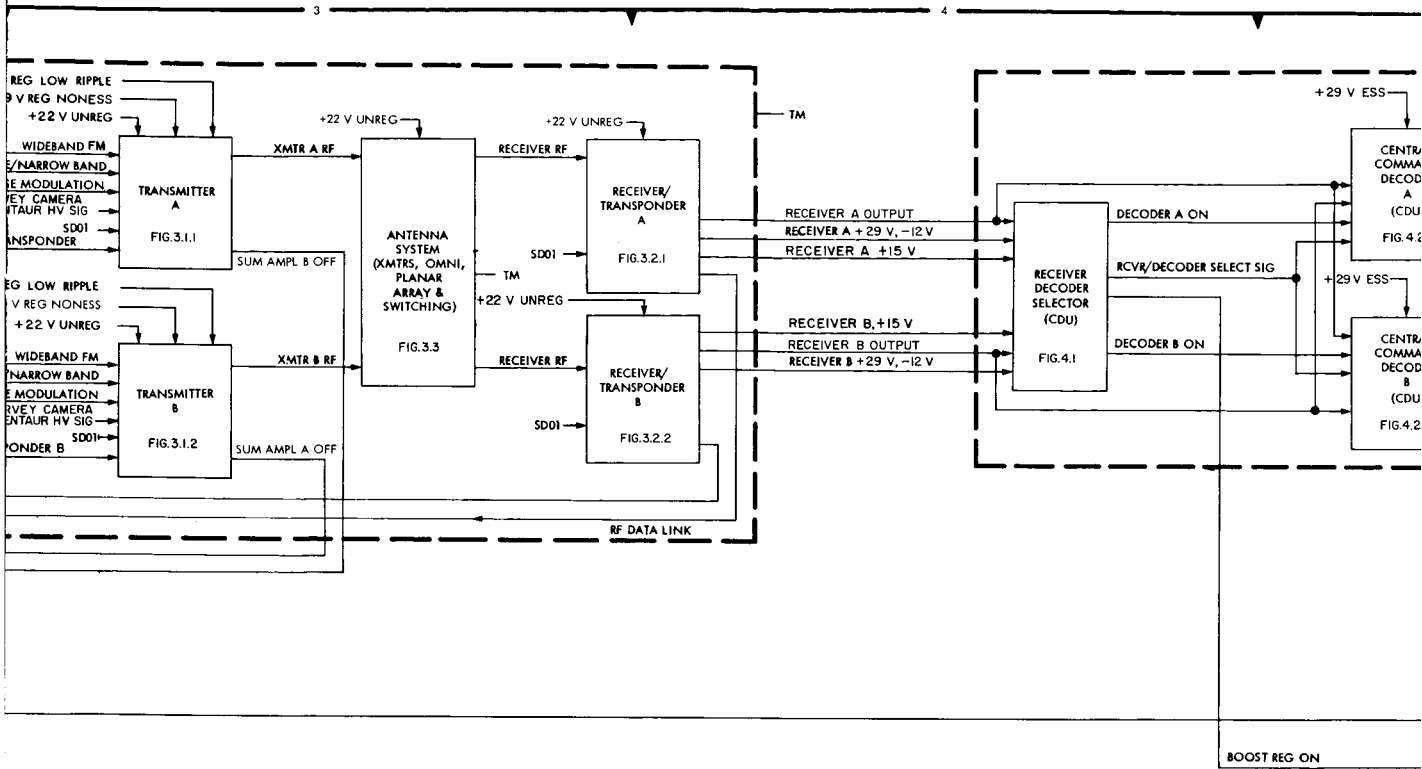 3
4
REG LOW RIPPLE
V REG NONESS
+22 V UNREG
WIDEBAND FM
/NARROW BAND
MODULATION
VEY CAMERA
NTAUR HV SIG
SD01
ANSPONDER
TRANSMITTER
A
FIG.3.1.1
XMTR A RF
SUM AMPL B OFF
EG LOW RIPPLE
V REG NONESS
+22 V UNREG
WIDEBAND FM
/NARROW BAND
E MODULATION
RVEY CAMERA
ENTAUR HV SIG
SD01
PONDER B
TRANSMITTER
B
FIG.3.1.2
XMTR B RF
SUM AMPL A OFF
+22 V UNREG
ANTENNA
SYSTEM
(XMTRS, OMNI,
PLANAR
ARRAY &
SWITCHING)
FIG.3.3
TM
RECEIVER RF
RECEIVER RF
+22 V UNREG
RECEIVER/
TRANSPONDER
A
FIG.3.2.1
SD01
+22 V UNREG
RECEIVER/
TRANSPONDER
B
FIG.3.2.2
SD01
RF DATA LINK
TM
RECEIVER A OUTPUT
RECEIVER A +29 V, -12 V
RECEIVER A +15 V
RECEIVER B, +15 V
RECEIVER B OUTPUT
RECEIVER B +29 V, -12 V
RECEIVER
DECODER
SELECTOR
(CDU)
FIG.4.1
DECODER A ON
RCVR/DECODER SELECT SIG
DECODER B ON
+29 V ESS
CENTRA
COMMA
DECOD
A
(CDU
FIG.4.2
+29 V ESS
CENTRA
COMMA
DECOD
B
(CDU
FIG.4.2
BOOST REG ON